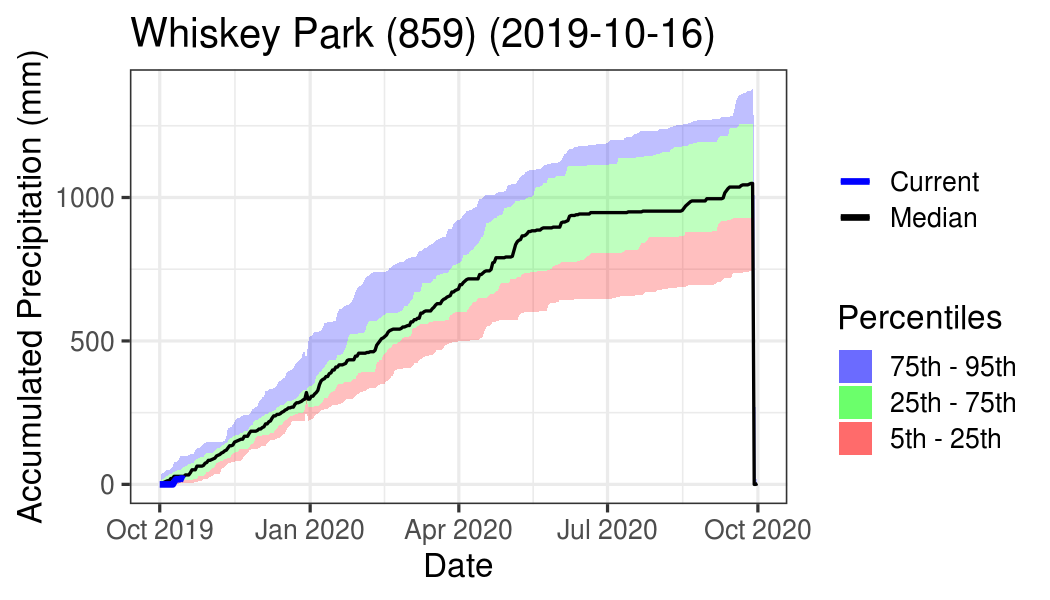 Whiskey Park (859) (2019-10-16)
Accumulated Precipitation (mm)
1000
500
0
Oct 2019
Jan 2020
Apr 2020
Jul 2020
Oct 2020
Date
Current
Median
Percentiles
75th - 95th
25th - 75th
5th - 25th